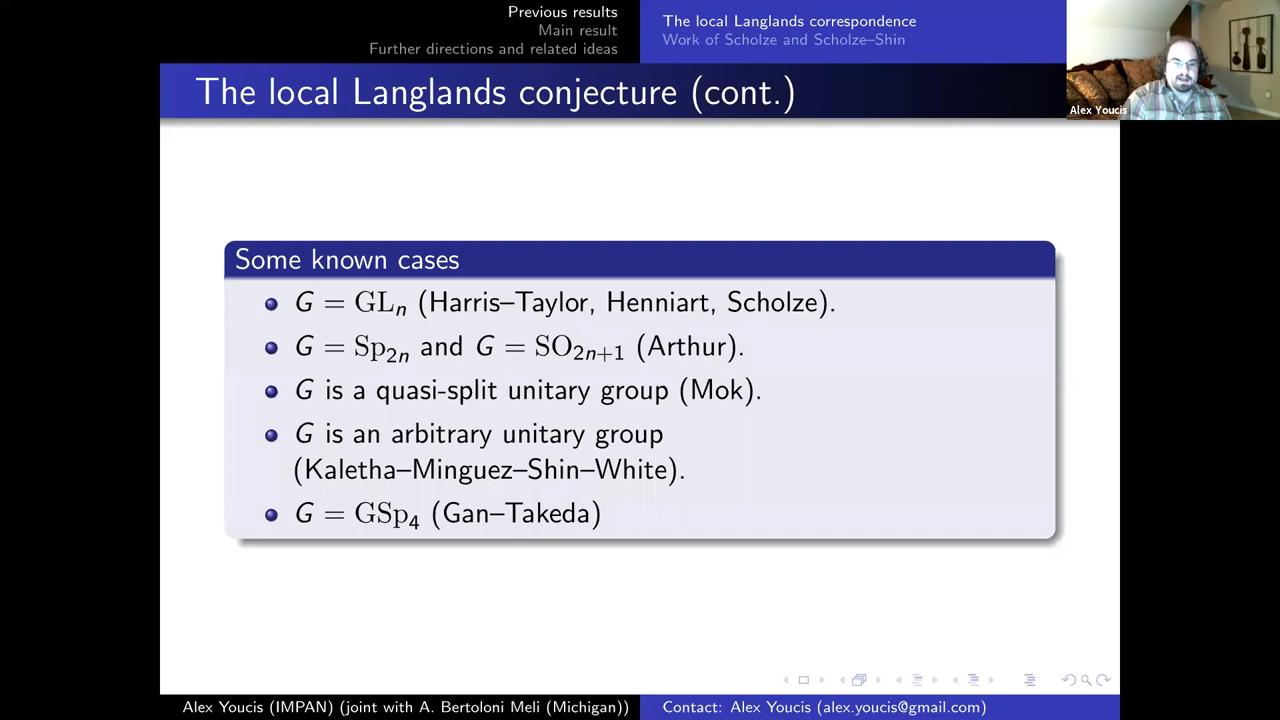 Previous results
Main result
Further directions and related ideas
The local Langlands correspondence
Work of Scholze and Scholze–Shin
The local Langlands conjecture (cont.)
Alex Youcis
Some known cases
G = GLₙ (Harris–Taylor, Henniart, Scholze).
G = Sp₂ₙ and G = SO₂ₙ₊₁ (Arthur).
G is a quasi-split unitary group (Mok).
G is an arbitrary unitary group
(Kaletha–Minguez–Shin–White).
G = GSp₄ (Gan–Takeda)
Alex Youcis (IMPAN) (joint with A. Bertoloni Meli (Michigan))
Contact: Alex Youcis (alex.youcis@gmail.com)